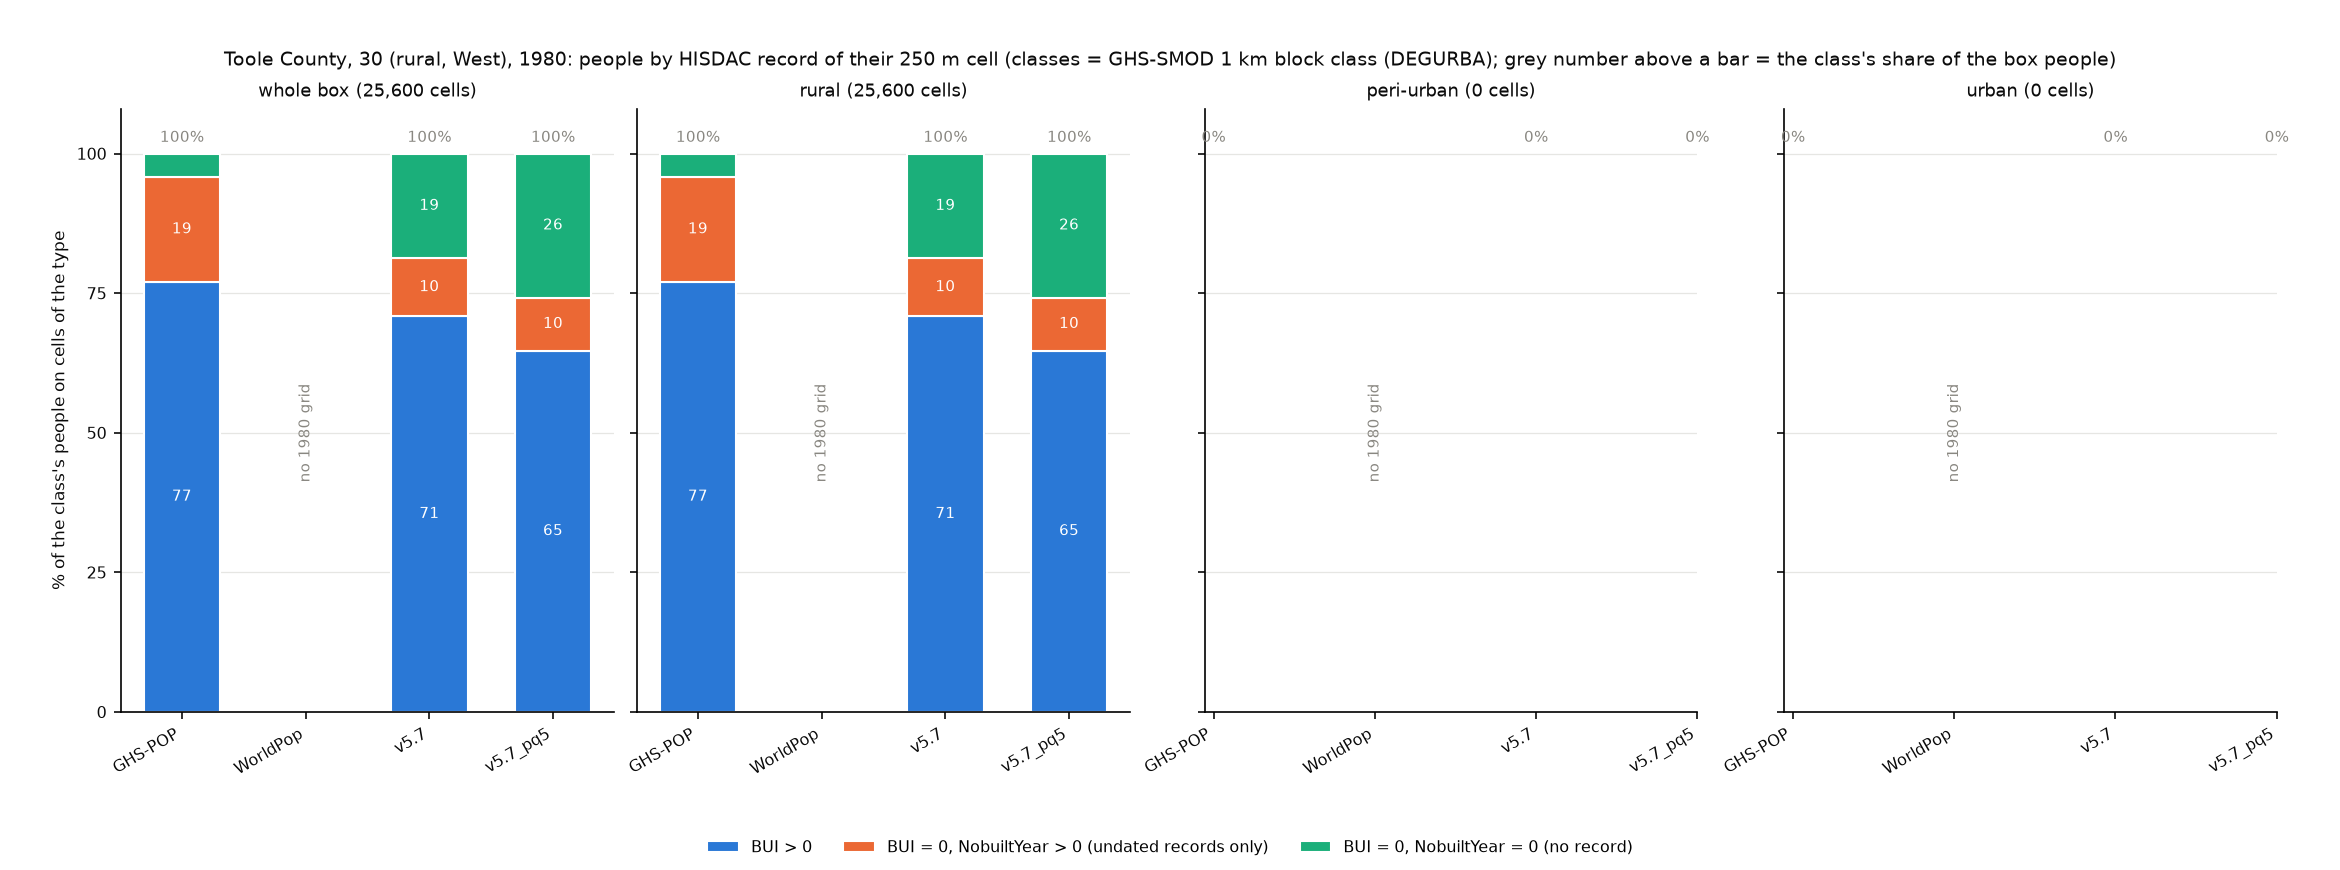 Toole County, 30 (rural, West), 1980: people by HISDAC record of their 250 m cell (classes = GHS-SMOD 1 km block class (DEGURBA); grey number above a bar = the class's share of the box people)
whole box (25,600 cells)
rural (25,600 cells)
peri-urban (0 cells)
urban (0 cells)
% of the class's people on cells of the type
100
75
50
25
0
100%
100%
100%
19
77
no 1980 grid
19
10
71
26
10
65
GHS-POP
WorldPop
v5.7
v5.7_pq5
100%
100%
100%
19
77
no 1980 grid
19
10
71
26
10
65
GHS-POP
WorldPop
v5.7
v5.7_pq5
0%
0%
0%
no 1980 grid
GHS-POP
WorldPop
v5.7
v5.7_pq5
0%
0%
0%
no 1980 grid
GHS-POP
WorldPop
v5.7
v5.7_pq5
BUI > 0
BUI = 0, NobuiltYear > 0 (undated records only)
BUI = 0, NobuiltYear = 0 (no record)